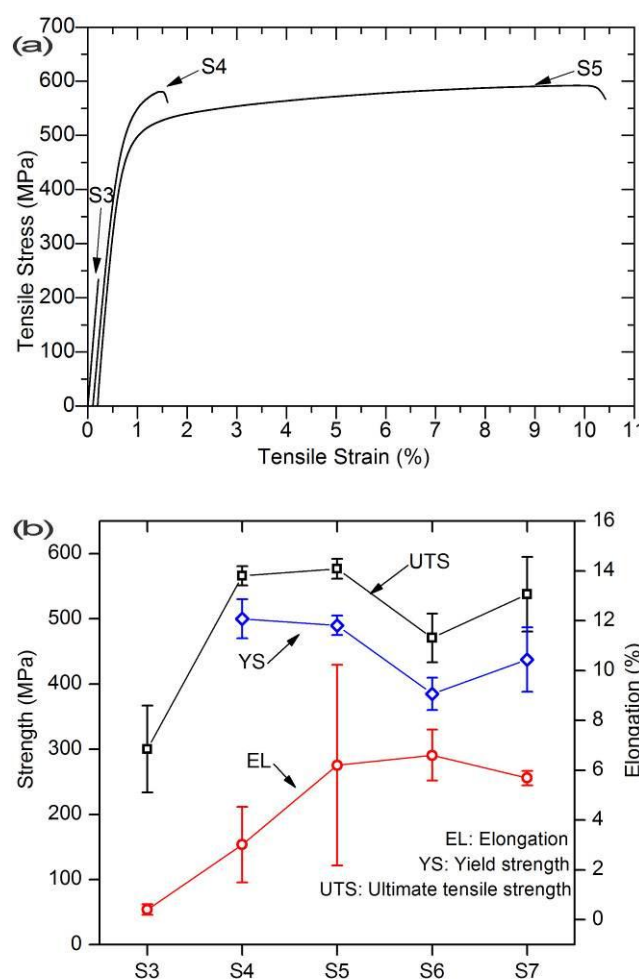 (a)
700
600
500
400
300
200
100
0
Tensile Stress (MPa)
S3
S4
S5
0 1 2 3 4 5 6 7 8 9 10 11
Tensile Strain (%)
(b)
600
500
400
300
200
100
0
Strength (MPa)
UTS
YS
EL
EL: Elongation
YS: Yield strength
UTS: Ultimate tensile strength
16
14
12
10
8
6
4
2
0
Elongation (%)
S3 S4 S5 S6 S7